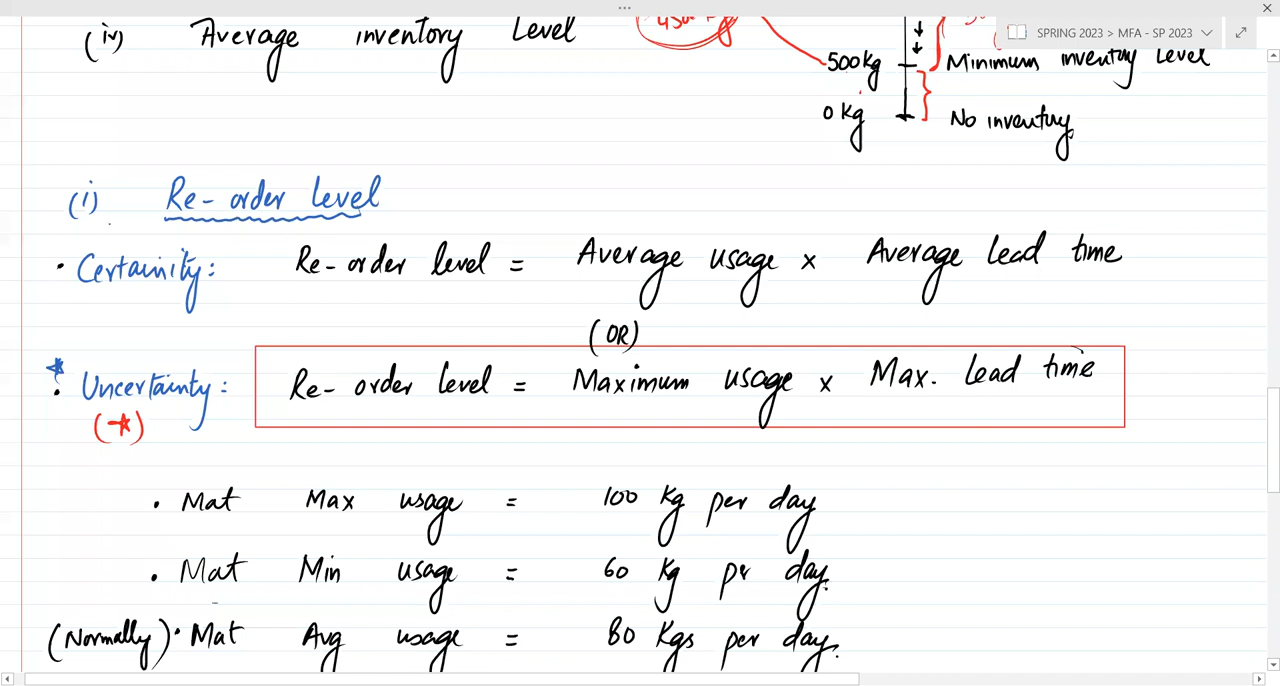 SPRING 2023 > MFA - SP 2023
(iv) Average inventory Level
500kg Minimum inventory Level
0 kg No inventory
(i) Re-order level
• Certainity: Re-order level = Average usage × Average Lead time
(OR)
• Uncertainty: Re-order level = Maximum usage × Max. Lead time
• Mat Max usage = 100 Kg per day
• Mat Min usage = 60 Kg per day.
(Normally) • Mat Avg usage = 80 Kgs per day.